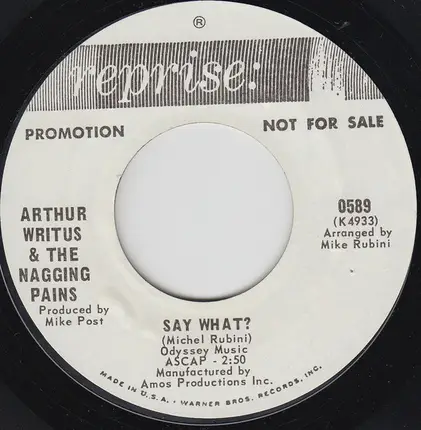 ®
reprise:
PROMOTION
NOT FOR SALE
ARTHUR
WRITUS
& THE
NAGGING
PAINS
Produced by
Mike Post
0589
(K4933)
Arranged by
Mike Rubini
SAY WHAT?
(Michel Rubini)
Odyssey Music
ASCAP - 2:50
Manufactured by
Amos Productions Inc.
MADE IN U.S.A. · WARNER BROS. RECORDS, INC.